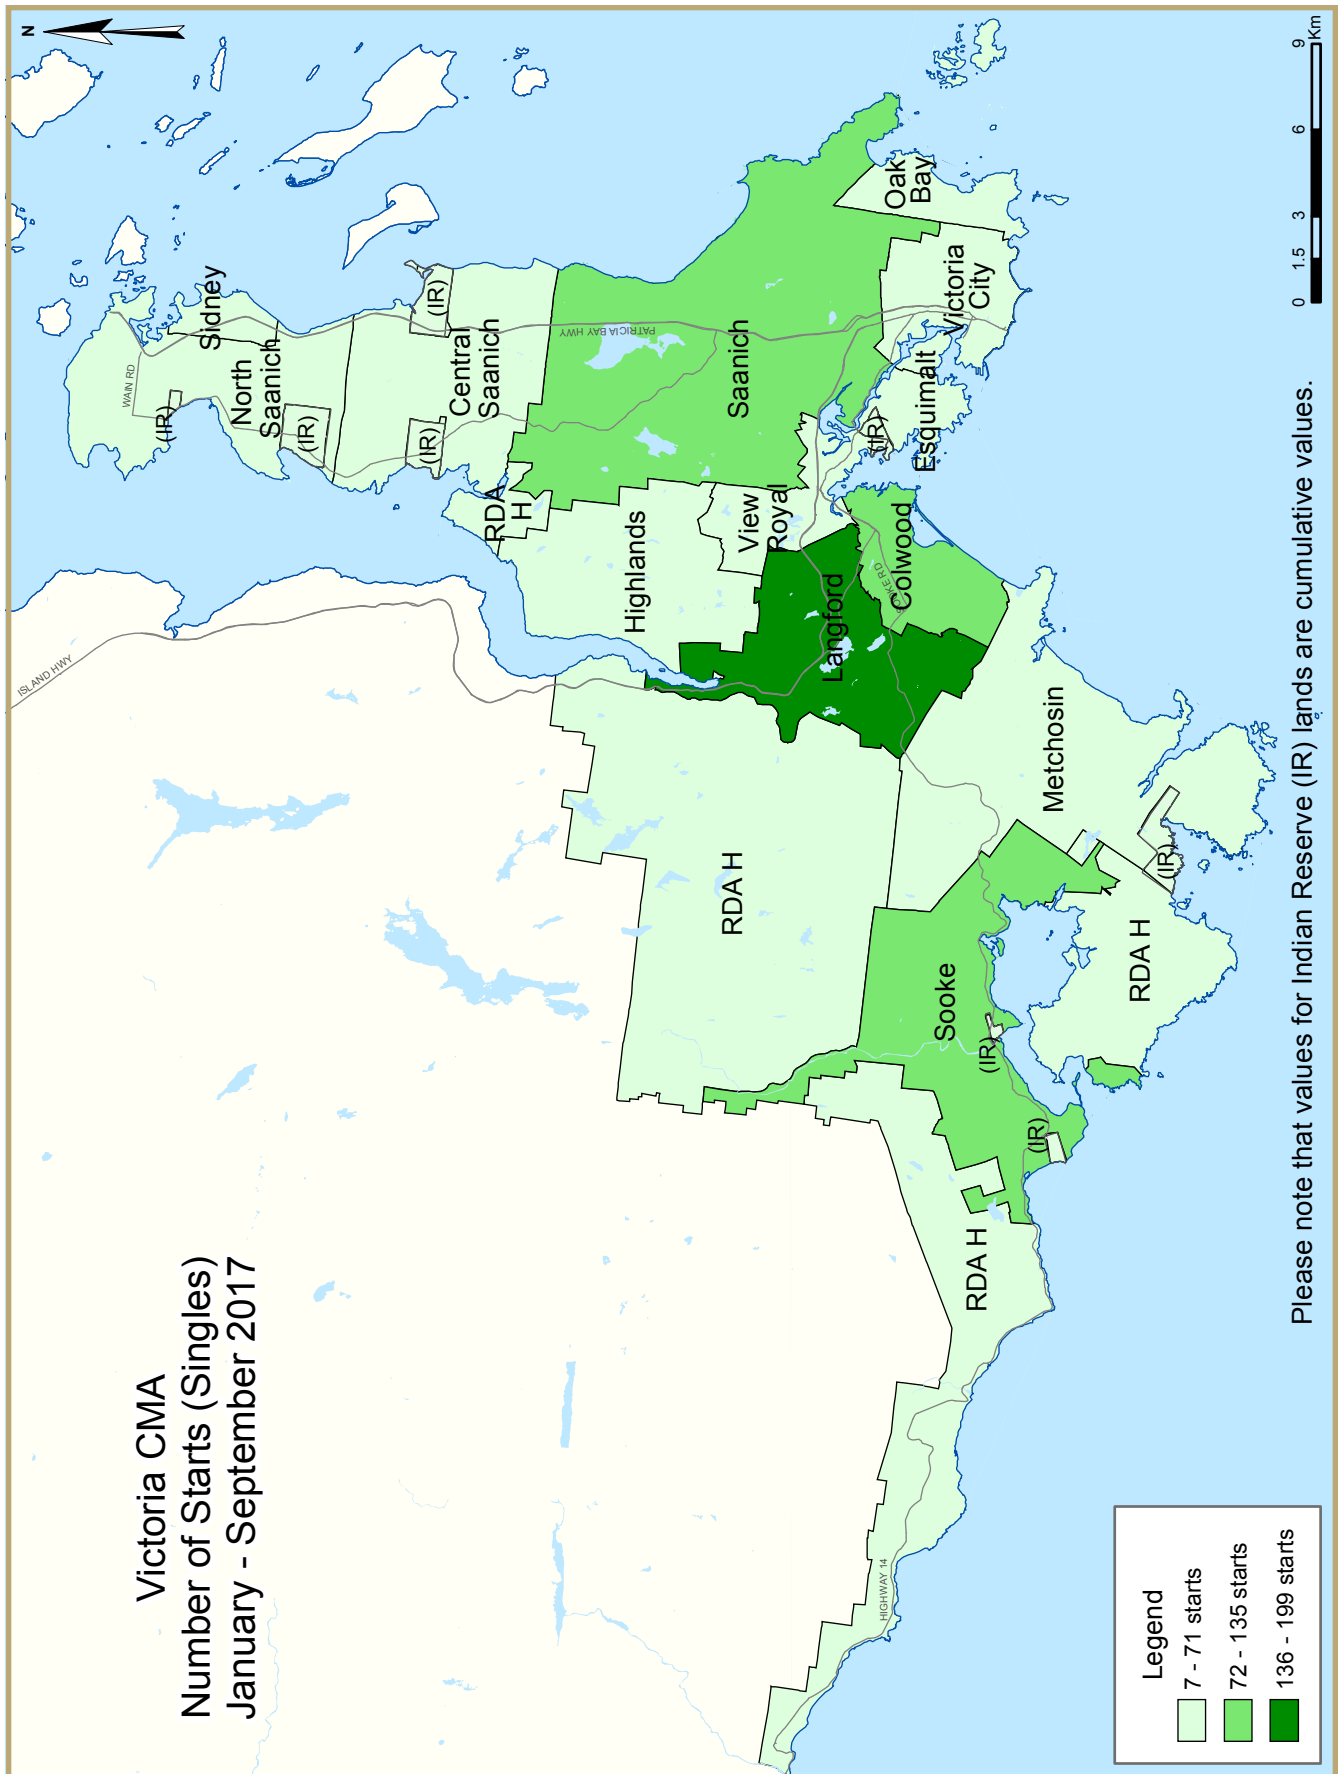 Victoria CMA
Number of Starts (Singles)
January - September 2017
N
ISLAND HWY
WAIN RD
(IR)
North
Saanich
Sidney
(IR)
(IR)
Central
Saanich
(IR)
RDA
H
PATRICIA BAY HWY
Saanich
Highlands
View
Royal
Oak
Bay
Victoria
City
Esquimalt
(IR)
Langford
Colwood
Metchosin
(IR)
RDA H
RDA H
Sooke
(IR)
(IR)
RDA H
HIGHWAY 14
Legend
7 - 71 starts
72 - 135 starts
136 - 199 starts
0 1.5 3 6 9
Km
Please note that values for Indian Reserve (IR) lands are cumulative values.